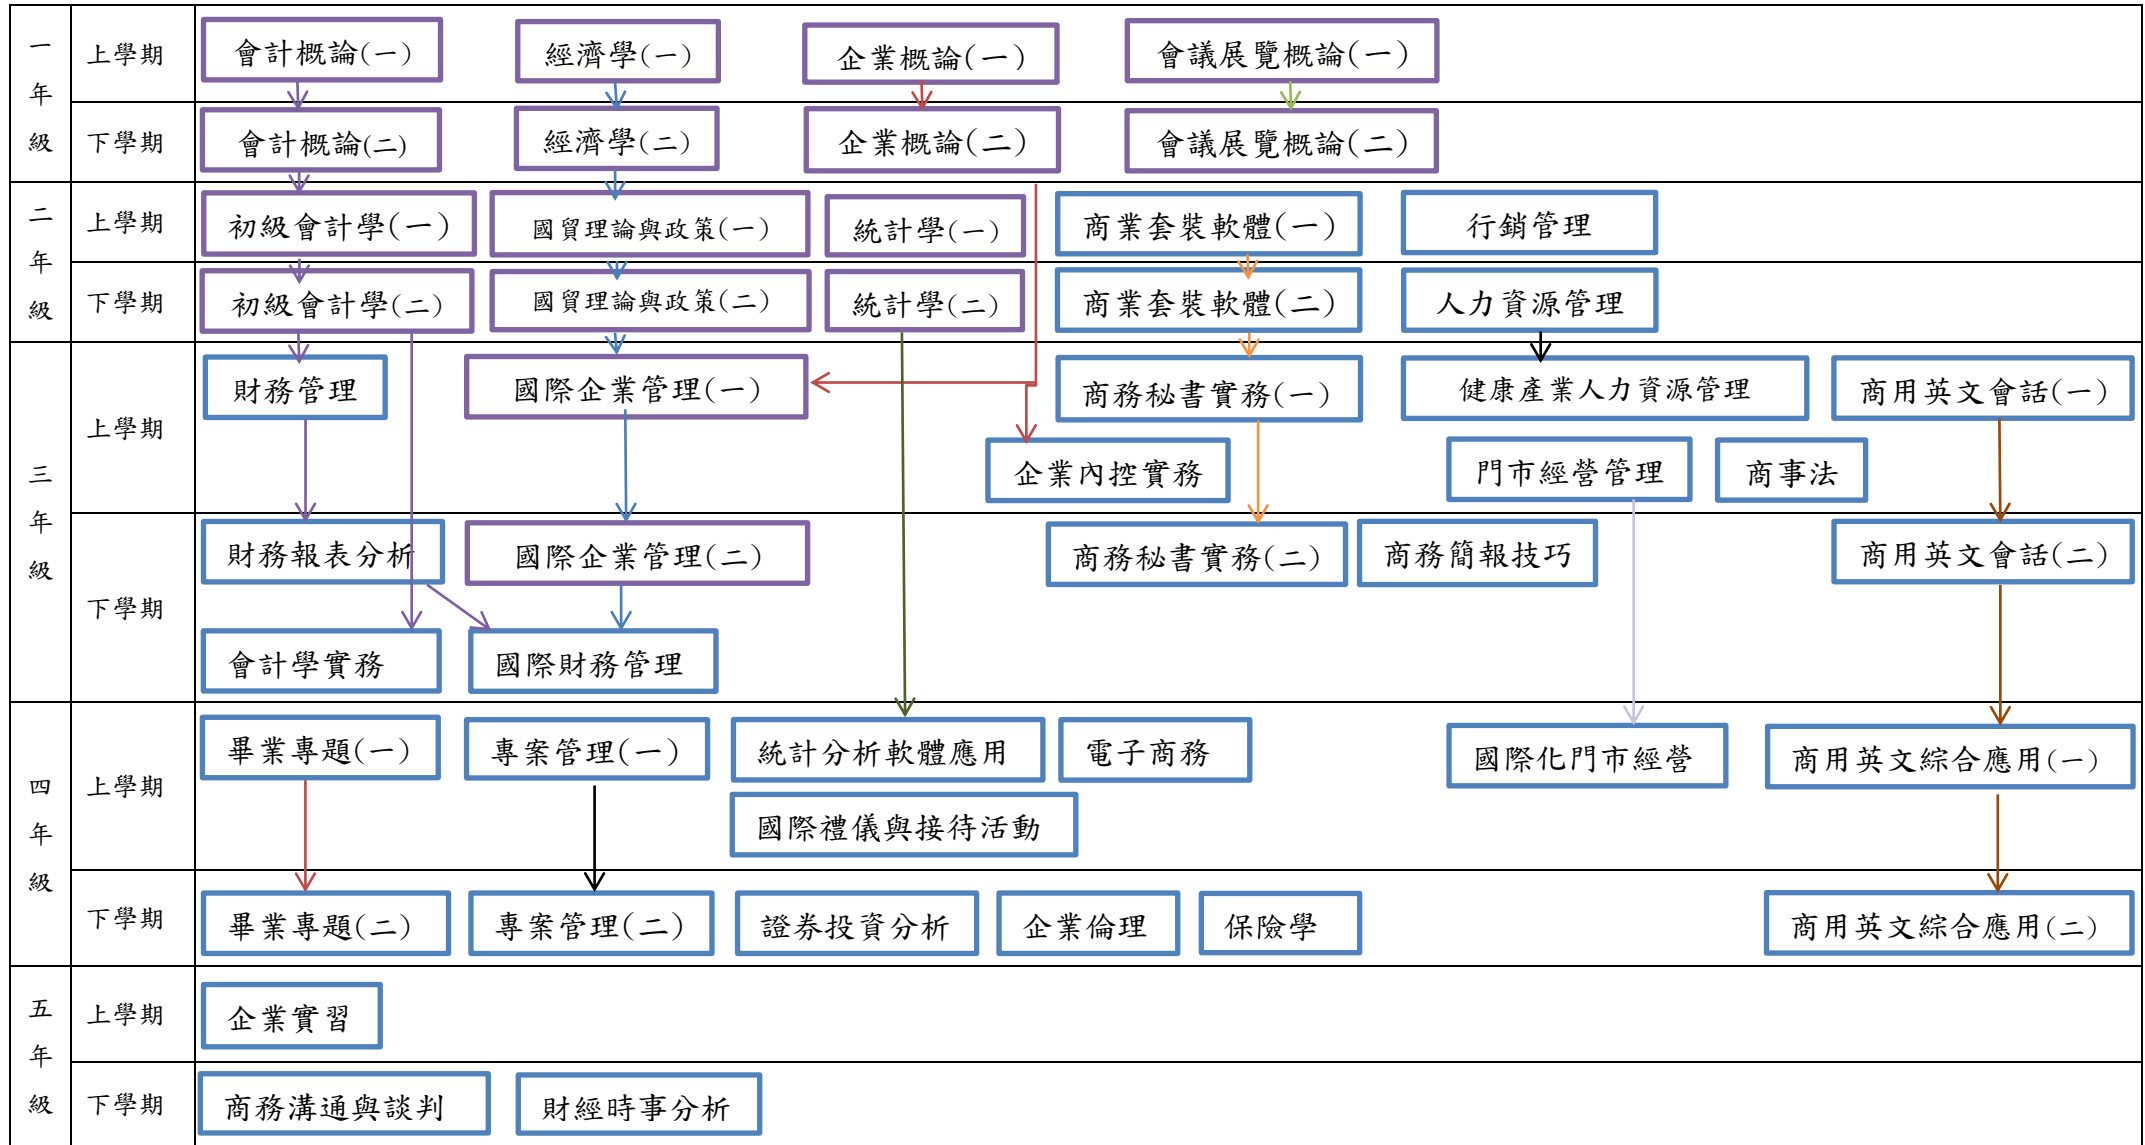 一年級
上學期
會計概論(一)
經濟學(一)
企業概論(一)
會議展覽概論(一)
下學期
會計概論(二)
經濟學(二)
企業概論(二)
會議展覽概論(二)
二年級
上學期
初級會計學(一)
國貿理論與政策(一)
統計學(一)
商業套裝軟體(一)
行銷管理
下學期
初級會計學(二)
國貿理論與政策(二)
統計學(二)
商業套裝軟體(二)
人力資源管理
三年級
上學期
財務管理
國際企業管理(一)
商務秘書實務(一)
健康產業人力資源管理
商用英文會話(一)
企業內控實務
門市經營管理
商事法
下學期
財務報表分析
國際企業管理(二)
商務秘書實務(二)
商務簡報技巧
商用英文會話(二)
會計學實務
國際財務管理
四年級
上學期
畢業專題(一)
專案管理(一)
統計分析軟體應用
電子商務
國際化門市經營
商用英文綜合應用(一)
國際禮儀與接待活動
下學期
畢業專題(二)
專案管理(二)
證券投資分析
企業倫理
保險學
商用英文綜合應用(二)
五年級
上學期
企業實習
下學期
商務溝通與談判
財經時事分析